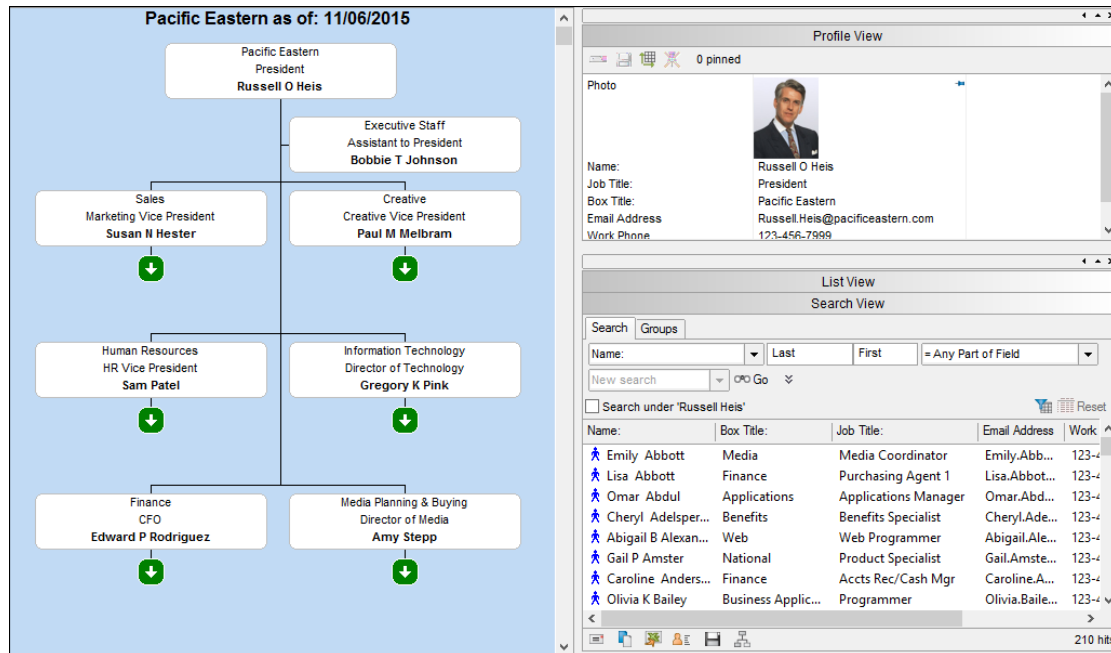 Pacific Eastern as of: 11/06/2015
Pacific Eastern
President
Russell O Heis
Executive Staff
Assistant to President
Bobbie T Johnson
Sales
Marketing Vice President
Susan N Hester
Creative
Creative Vice President
Paul M Melbram
Human Resources
HR Vice President
Sam Patel
Information Technology
Director of Technology
Gregory K Pink
Finance
CFO
Edward P Rodriguez
Media Planning & Buying
Director of Media
Amy Stepp
Profile View
0 pinned
Photo
Name: Russell O Heis
Job Title: President
Box Title: Pacific Eastern
Email Address Russell.Heis@pacificeastern.com
Work Phone 123-456-7999
List View
Search View
Search Groups
Name: Last First = Any Part of Field
New search Go
Search under 'Russell Heis' Reset
Name: Box Title: Job Title: Email Address Work
Emily Abbott Media Media Coordinator Emily.Abb... 123-4
Lisa Abbott Finance Purchasing Agent 1 Lisa.Abbot... 123-4
Omar Abdul Applications Applications Manager Omar.Abd... 123-4
Cheryl Adelsper... Benefits Benefits Specialist Cheryl.Ade... 123-4
Abigail B Alexan... Web Web Programmer Abigail.Ale... 123-4
Gail P Amster National Product Specialist Gail.Amste... 123-4
Caroline Anders... Finance Accts Rec/Cash Mgr Caroline.A... 123-4
Olivia K Bailey Business Applic... Programmer Olivia.Baile... 123-4
210 hits